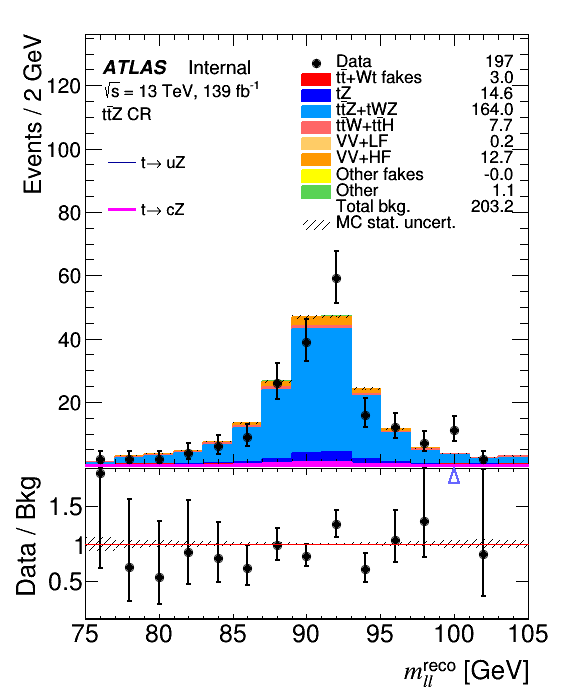 ATLAS Internal
√s = 13 TeV, 139 fb⁻¹
tt̄Z CR
t→ uZ
t→ cZ
Data 197
tt̄+Wt fakes 3.0
tZ 14.6
tt̄Z+tWZ 164.0
tt̄W+tt̄H 7.7
VV+LF 0.2
VV+HF 12.7
Other fakes -0.0
Other 1.1
Total bkg. 203.2
MC stat. uncert.
Events / 2 GeV
120
100
80
60
40
20
Data / Bkg
1.5
1
0.5
75 80 85 90 95 100 105
m_ll^reco [GeV]